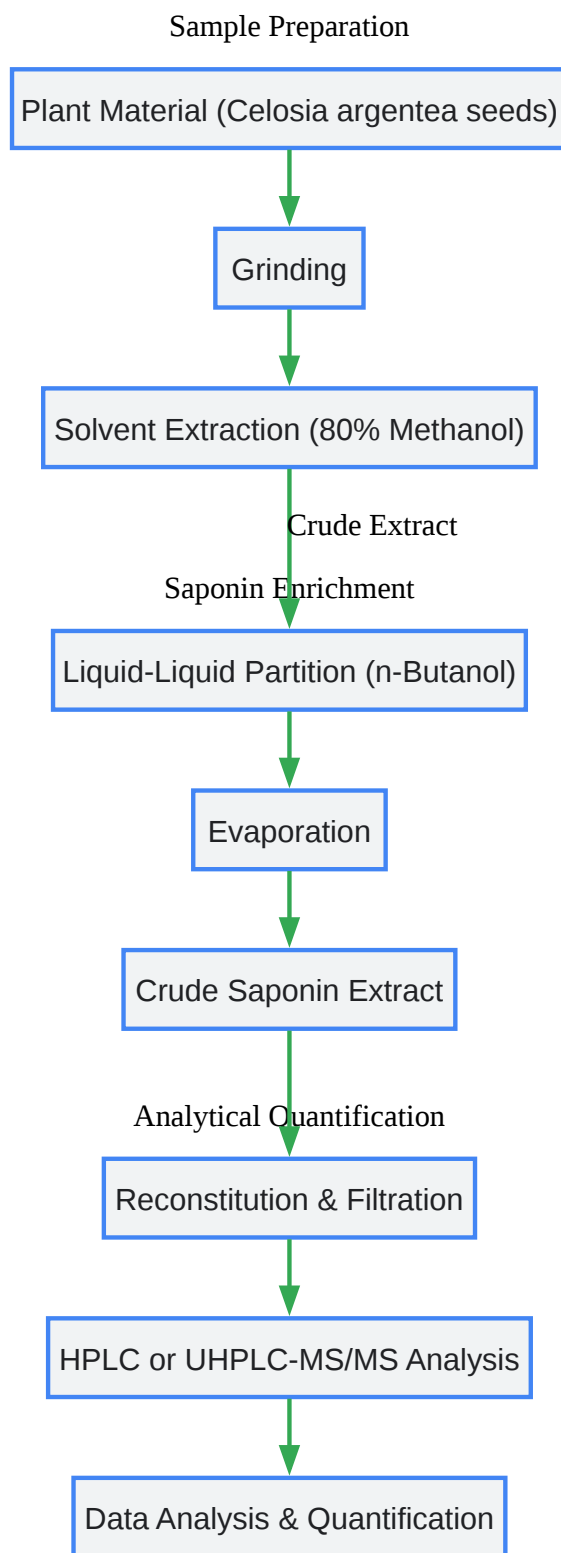 Sample Preparation
Plant Material (Celosia argentea seeds)
Grinding
Solvent Extraction (80% Methanol)
Crude Extract
Saponin Enrichment
Liquid-Liquid Partition (n-Butanol)
Evaporation
Crude Saponin Extract
Analytical Quantification
Reconstitution & Filtration
HPLC or UHPLC-MS/MS Analysis
Data Analysis & Quantification